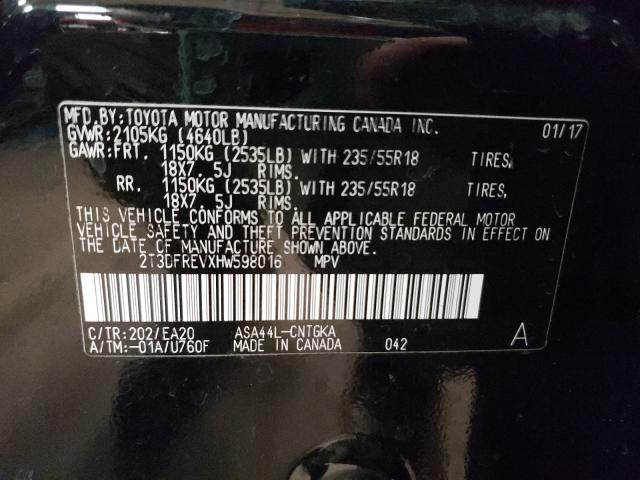 MFD.BY:TOYOTA MOTOR MANUFACTURING CANADA INC. 01/17
GVWR:2105KG (4640LB)
GAWR:FRT. 1150KG (2535LB) WITH 235/55R18 TIRES,
18X7.5J RIMS.
RR. 1150KG (2535LB) WITH 235/55R18 TIRES,
18X7.5J RIMS.
THIS VEHICLE CONFORMS TO ALL APPLICABLE FEDERAL MOTOR
VEHICLE SAFETY AND THEFT PREVENTION STANDARDS IN EFFECT ON
THE DATE OF MANUFACTURE SHOWN ABOVE.
2T3DFREVXHW598016 MPV
C/TR:202/EA20 ASA44L-CNTGKA
A/TM:-01A/U760F MADE IN CANADA 042 A